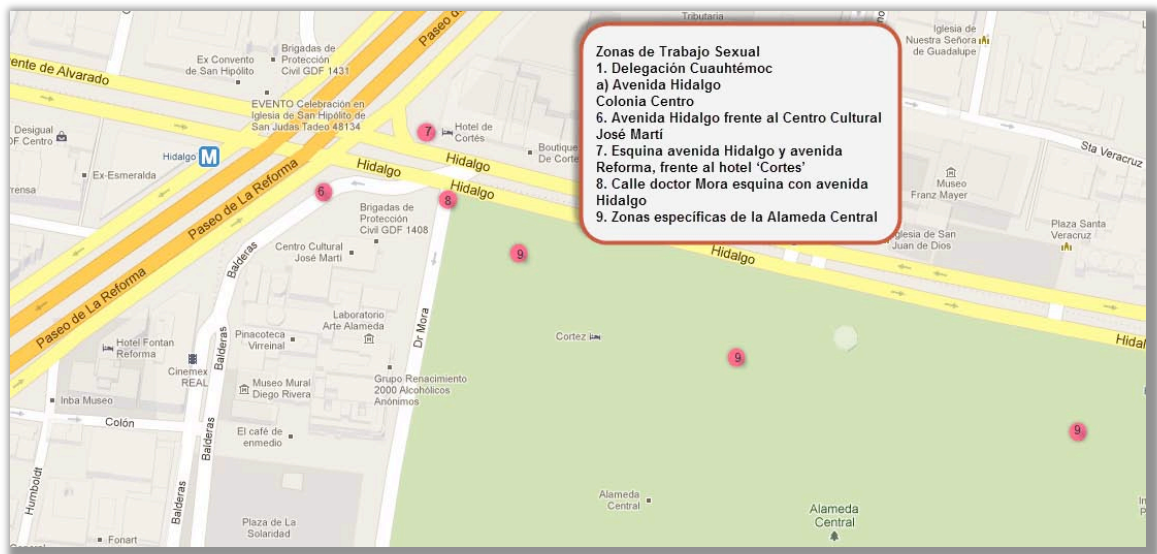 Tributaria
Iglesia de
Nuestra Señora
de Guadalupe
Zonas de Trabajo Sexual
1. Delegación Cuauhtémoc
a) Avenida Hidalgo
Colonia Centro
6. Avenida Hidalgo frente al Centro Cultural
José Martí
7. Esquina avenida Hidalgo y avenida
Reforma, frente al hotel ‘Cortes’
8. Calle doctor Mora esquina con avenida
Hidalgo
9. Zonas específicas de la Alameda Central
Paseo de
Ex Convento
de San Hipólito
Brigadas de
Protección
Civil GDF 1431
ente de Alvarado
EVENTO Celebración en
Iglesia de San Hipólito de
San Judas Tadeo 48134
Desigual
DF Centro
Hidalgo
M
7
Hotel de
Cortés
Boutique
De Corte
Hidalgo
Hidalgo
Hidalgo
Sta Veracruz
Museo
Franz Mayer
Ex-Esmeralda
rensa
Paseo de La Reforma
6
8
Brigadas de
Protección
Civil GDF 1408
Plaza Santa
Veracruz
Iglesia de San
Juan de Dios
Hidalgo
9
Centro Cultural
José Martí
Balderas
Paseo de La Reforma
Laboratorio
Arte Alameda
Dr Mora
Cortez
Hidal
Hotel Fontan
Reforma
Pinacoteca
Virreinal
Balderas
9
Cinemex
REAL
Museo Mural
Diego Rivera
Grupo Renacimiento
2000 Alcohólicos
Anónimos
Inba Museo
Colón
El café de
enmedio
Balderas
9
Humboldt
Balderas
Plaza de La
Solaridad
Alameda
Central
Alameda
Central
Fonart